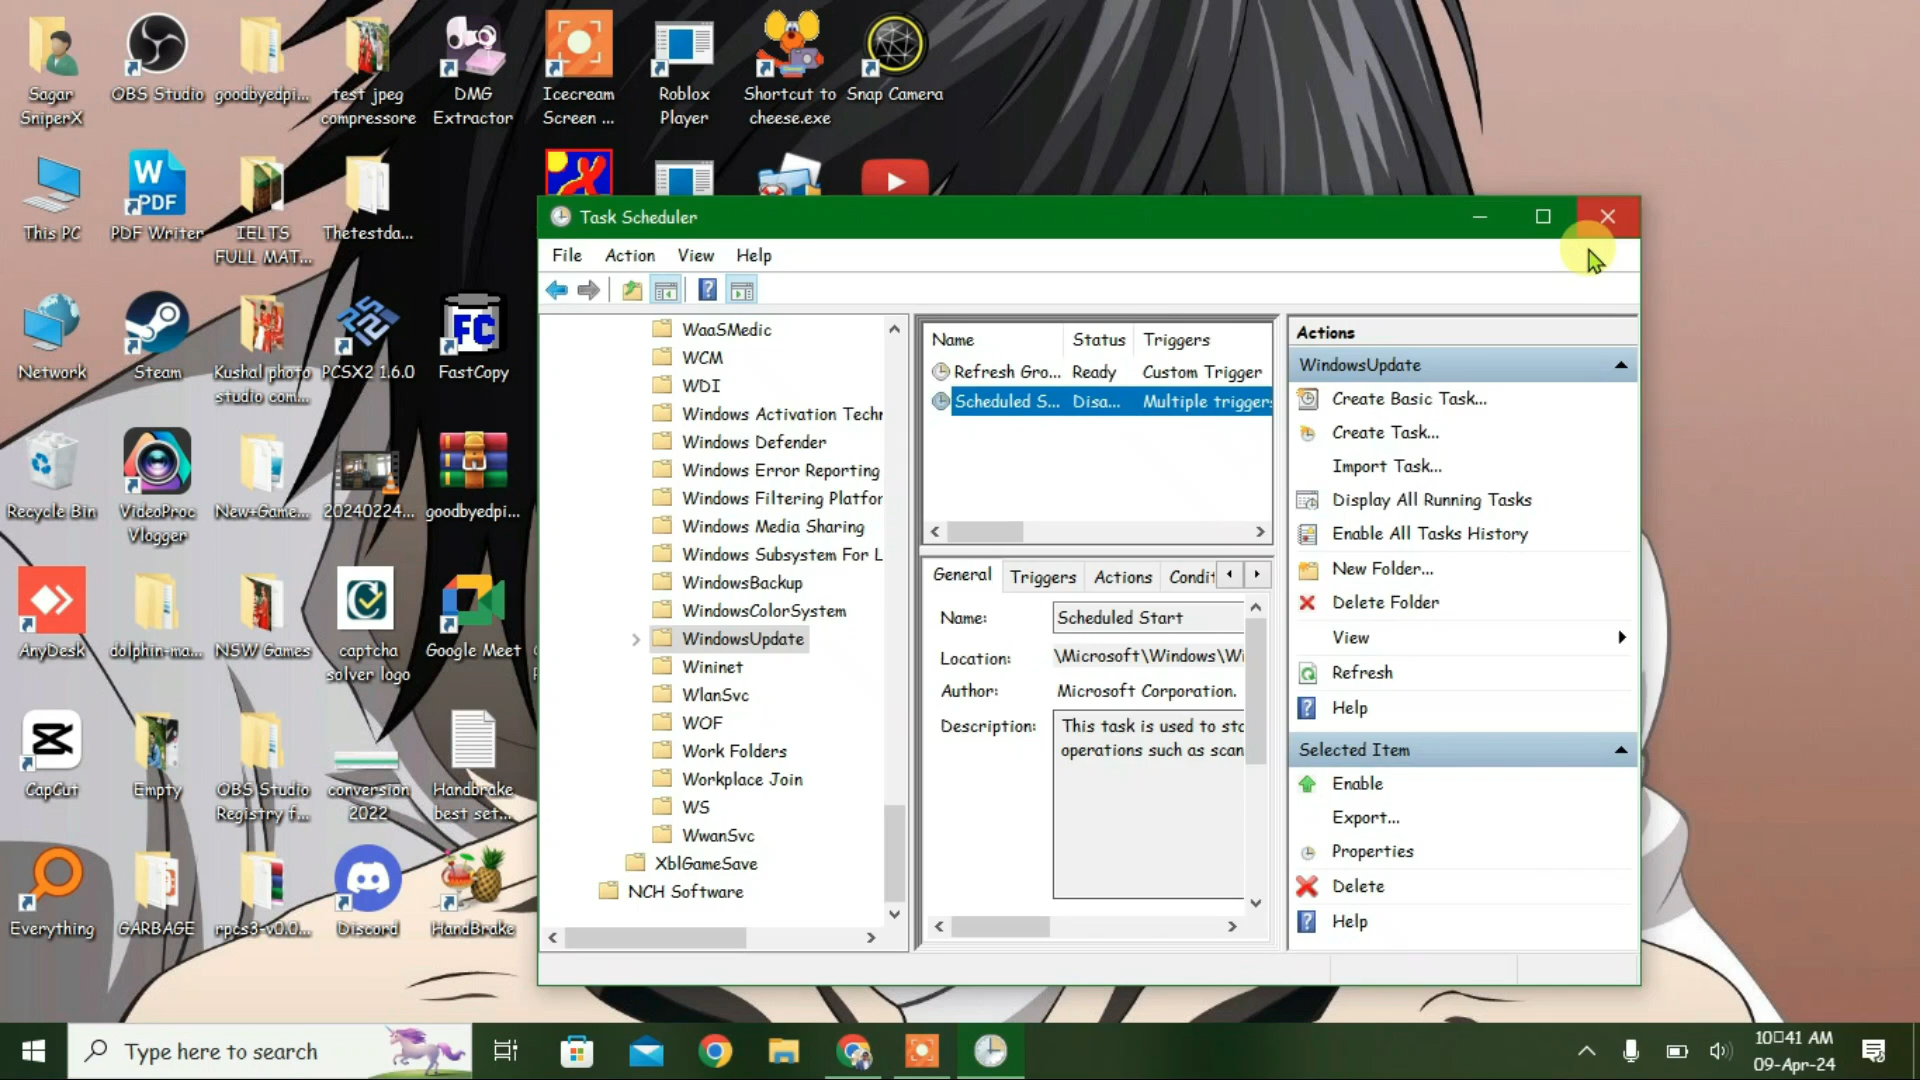 Sagar
SniperX
OBS Studio
goodbyedpi...
test jpeg
compressore
DMG
Extractor
Icecream
Screen ...
Roblox
Player
Shortcut to
cheese.exe
Snap Camera
This PC
W
PDF
PDF Writer
IELTS
FULL MAT...
Thetestda...
Network
Steam
Kushal photo
studio com...
PCSX2 1.6.0
FC
FastCopy
Recycle Bin
VideoProc
Vlogger
New+Game...
20240224...
goodbyedpi...
AnyDesk
dolphin-ma...
NSW Games
captcha
solver logo
Google Meet
CapCut
Empty
OBS Studio
Registry f...
conversion
2022
Handbrake
best set...
Everything
GARBAGE
rpcs3-v0.0...
Discord
HandBrake
Task Scheduler
File Action View Help
WaaSMedic
WCM
WDI
Windows Activation Techn
Windows Defender
Windows Error Reporting
Windows Filtering Platfor
Windows Media Sharing
Windows Subsystem For L
WindowsBackup
WindowsColorSystem
WindowsUpdate
Wininet
WlanSvc
WOF
Work Folders
Workplace Join
WS
WwanSvc
XblGameSave
NCH Software
Name Status Triggers
Refresh Gro... Ready Custom Trigger
Scheduled S... Disa... Multiple triggers
General Triggers Actions Condit
Name: Scheduled Start
Location: \Microsoft\Windows\Wi
Author: Microsoft Corporation.
Description: This task is used to sta
operations such as scan
Actions
WindowsUpdate
Create Basic Task...
Create Task...
Import Task...
Display All Running Tasks
Enable All Tasks History
New Folder...
Delete Folder
View
Refresh
Help
Selected Item
Enable
Export...
Properties
Delete
Help
Type here to search
10□41 AM
09-Apr-24